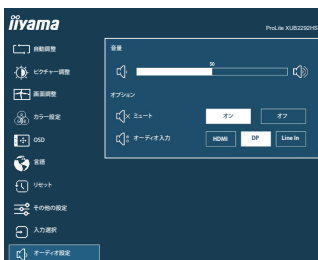 iiyama
ProLite XUB2292HS
自動調整
ピクチャー調整
画面調整
カラー設定
OSD
言語
リセット
その他の設定
入力選択
オーディオ設定
音量
50
オプション
ミュート
オン
オフ
オーディオ入力
HDMI
DP
Line In